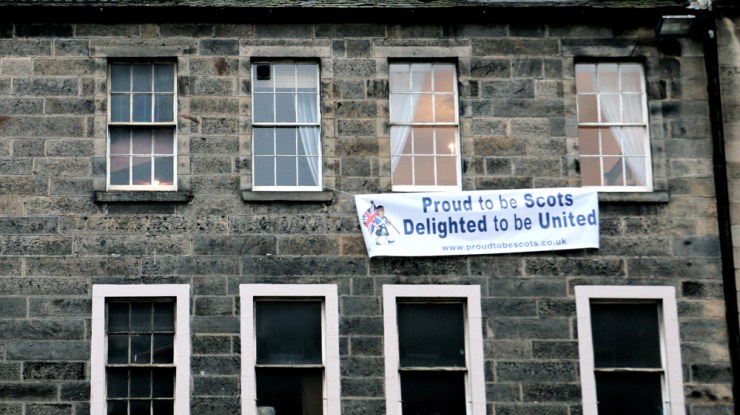 Proud to be Scots
Delighted to be United
www.proudtobescots.co.uk